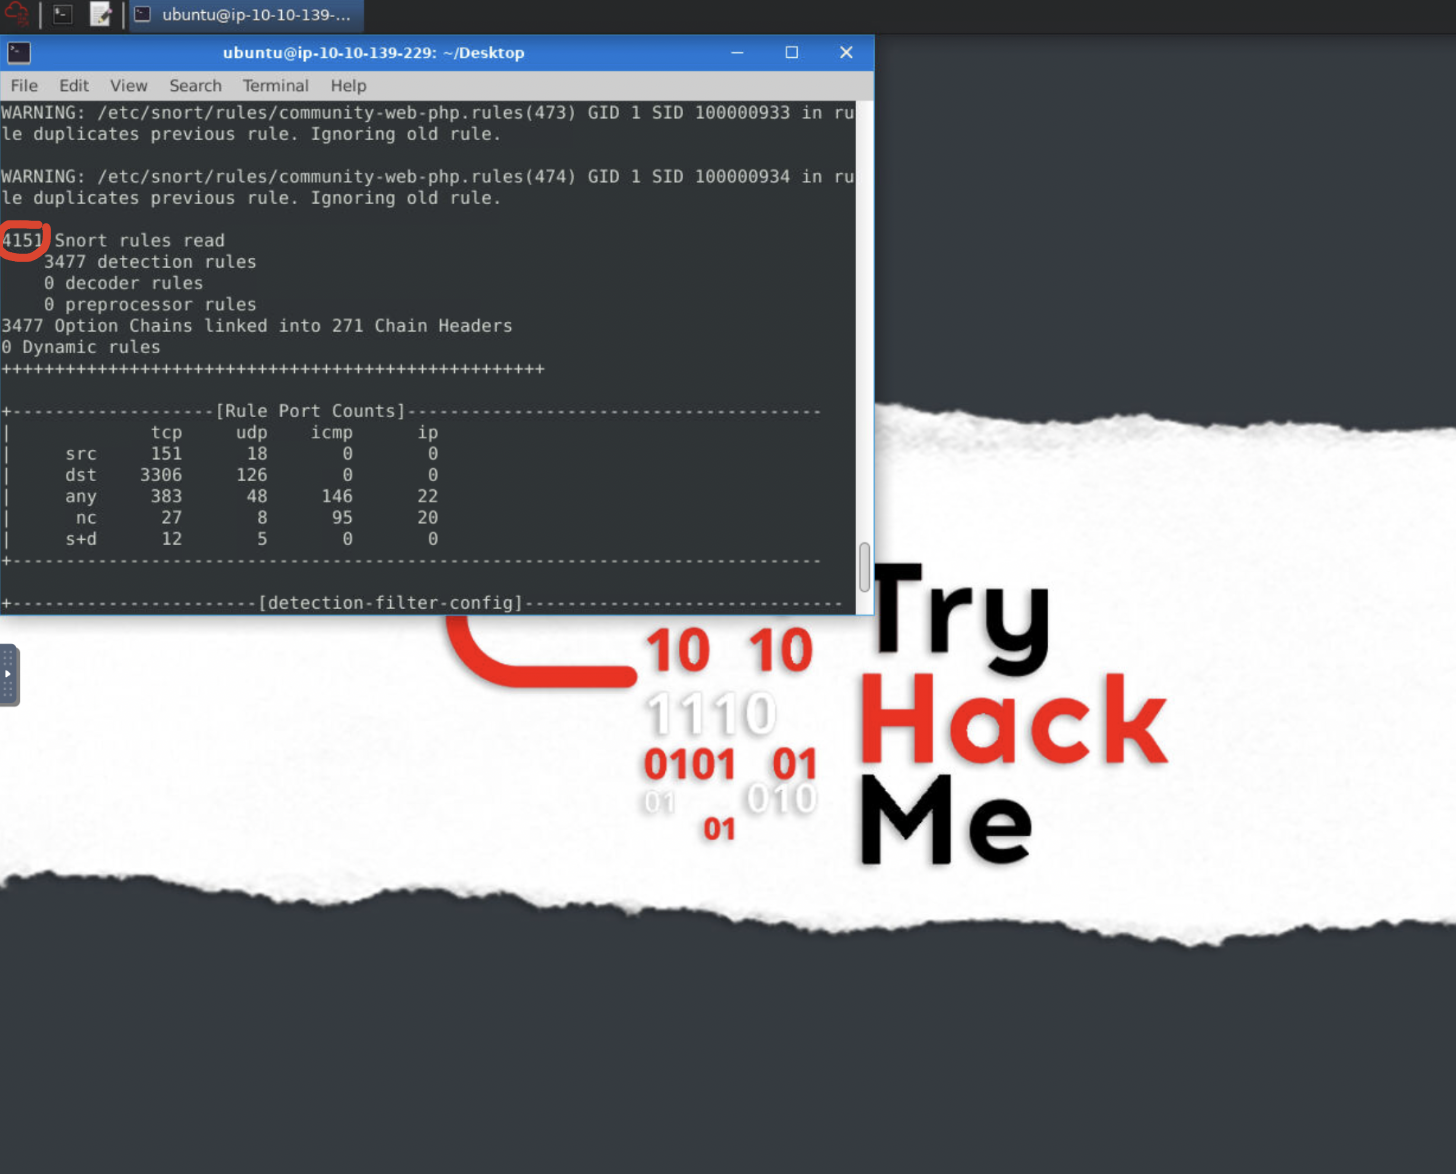 ubuntu@ip-10-10-139-...
ubuntu@ip-10-10-139-229: ~/Desktop
File Edit View Search Terminal Help
WARNING: /etc/snort/rules/community-web-php.rules(473) GID 1 SID 100000933 in ru
le duplicates previous rule. Ignoring old rule.
WARNING: /etc/snort/rules/community-web-php.rules(474) GID 1 SID 100000934 in ru
le duplicates previous rule. Ignoring old rule.
4151 Snort rules read
    3477 detection rules
    0 decoder rules
    0 preprocessor rules
3477 Option Chains linked into 271 Chain Headers
0 Dynamic rules
+++++++++++++++++++++++++++++++++++++++++++++++++++
+-------------------[Rule Port Counts]---------------------------------------
|             tcp     udp    icmp      ip
|     src     151      18       0       0
|     dst    3306     126       0       0
|     any     383      48     146      22
|      nc      27       8      95      20
|     s+d      12       5       0       0
+----------------------------------------------------------------------------
+-----------------------[detection-filter-config]------------------------------
10 10
1110
0101 01
01 010
01
Try
Hack
Me